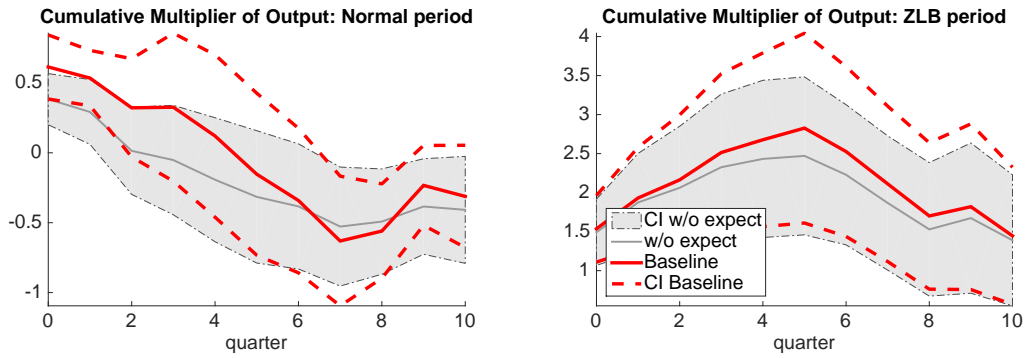 Cumulative Multiplier of Output: Normal period
0.5
0
-0.5
-1
0 2 4 6 8 10
quarter
Cumulative Multiplier of Output: ZLB period
4
3.5
3
2.5
2
1.5
1
CI w/o expect
w/o expect
Baseline
CI Baseline
0 2 4 6 8 10
quarter